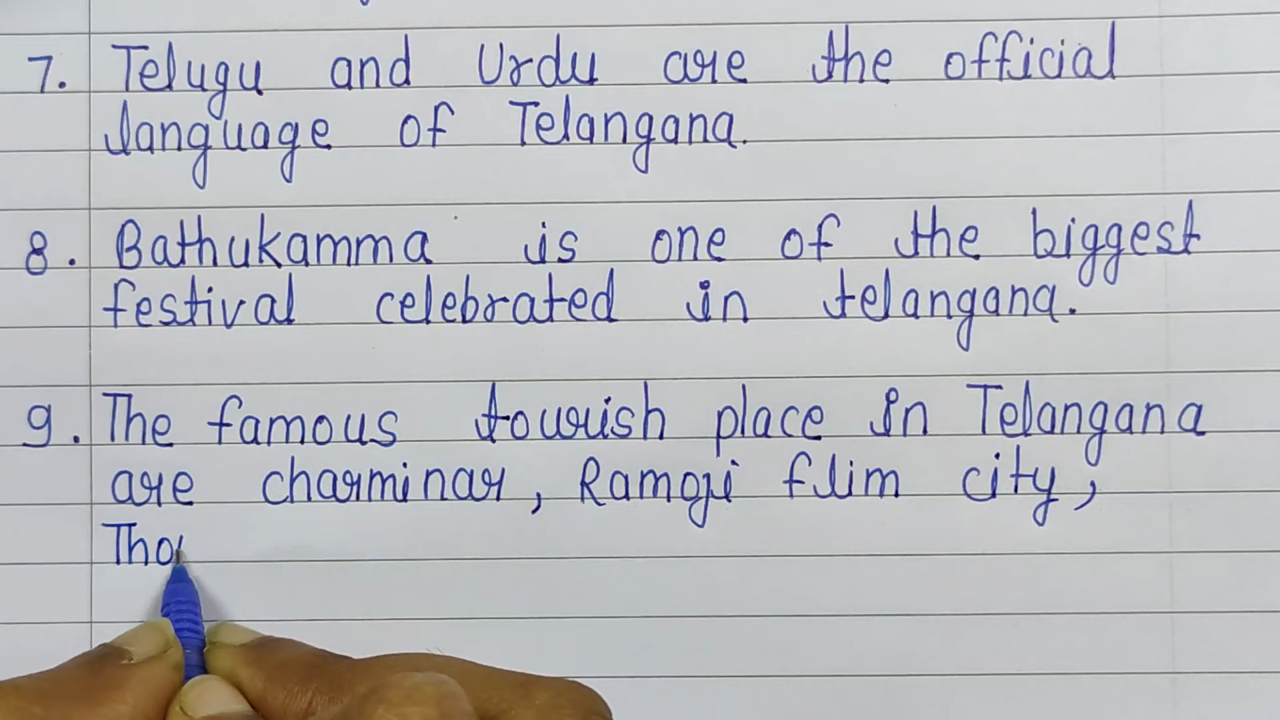 7. Telugu and Urdu are the official
language of Telangana.
8. Bathukamma is one of the biggest
festival celebrated in telangana.
9. The famous tourish place in Telangana
are charminar, Ramoji flim city,
Tho